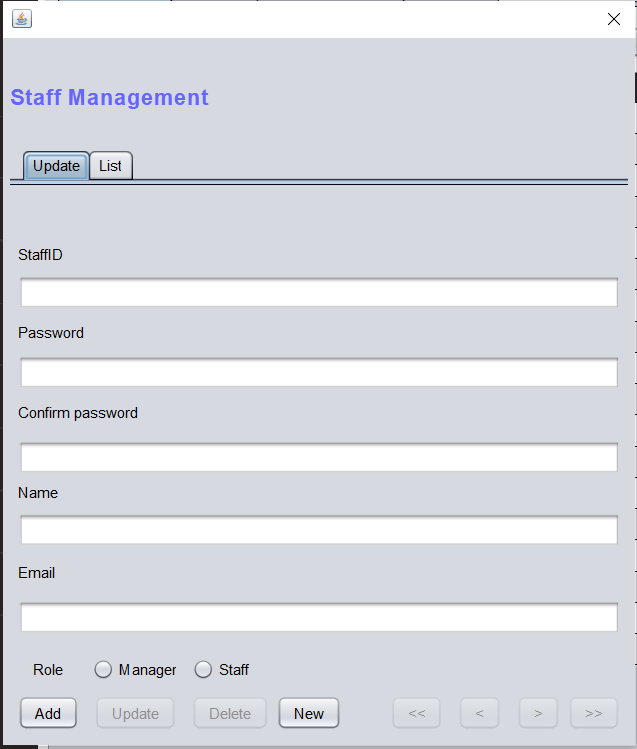 Staff Management
Update List
StaffID
Password
Confirm password
Name
Email
Role Manager Staff
Add Update Delete New << < > >>